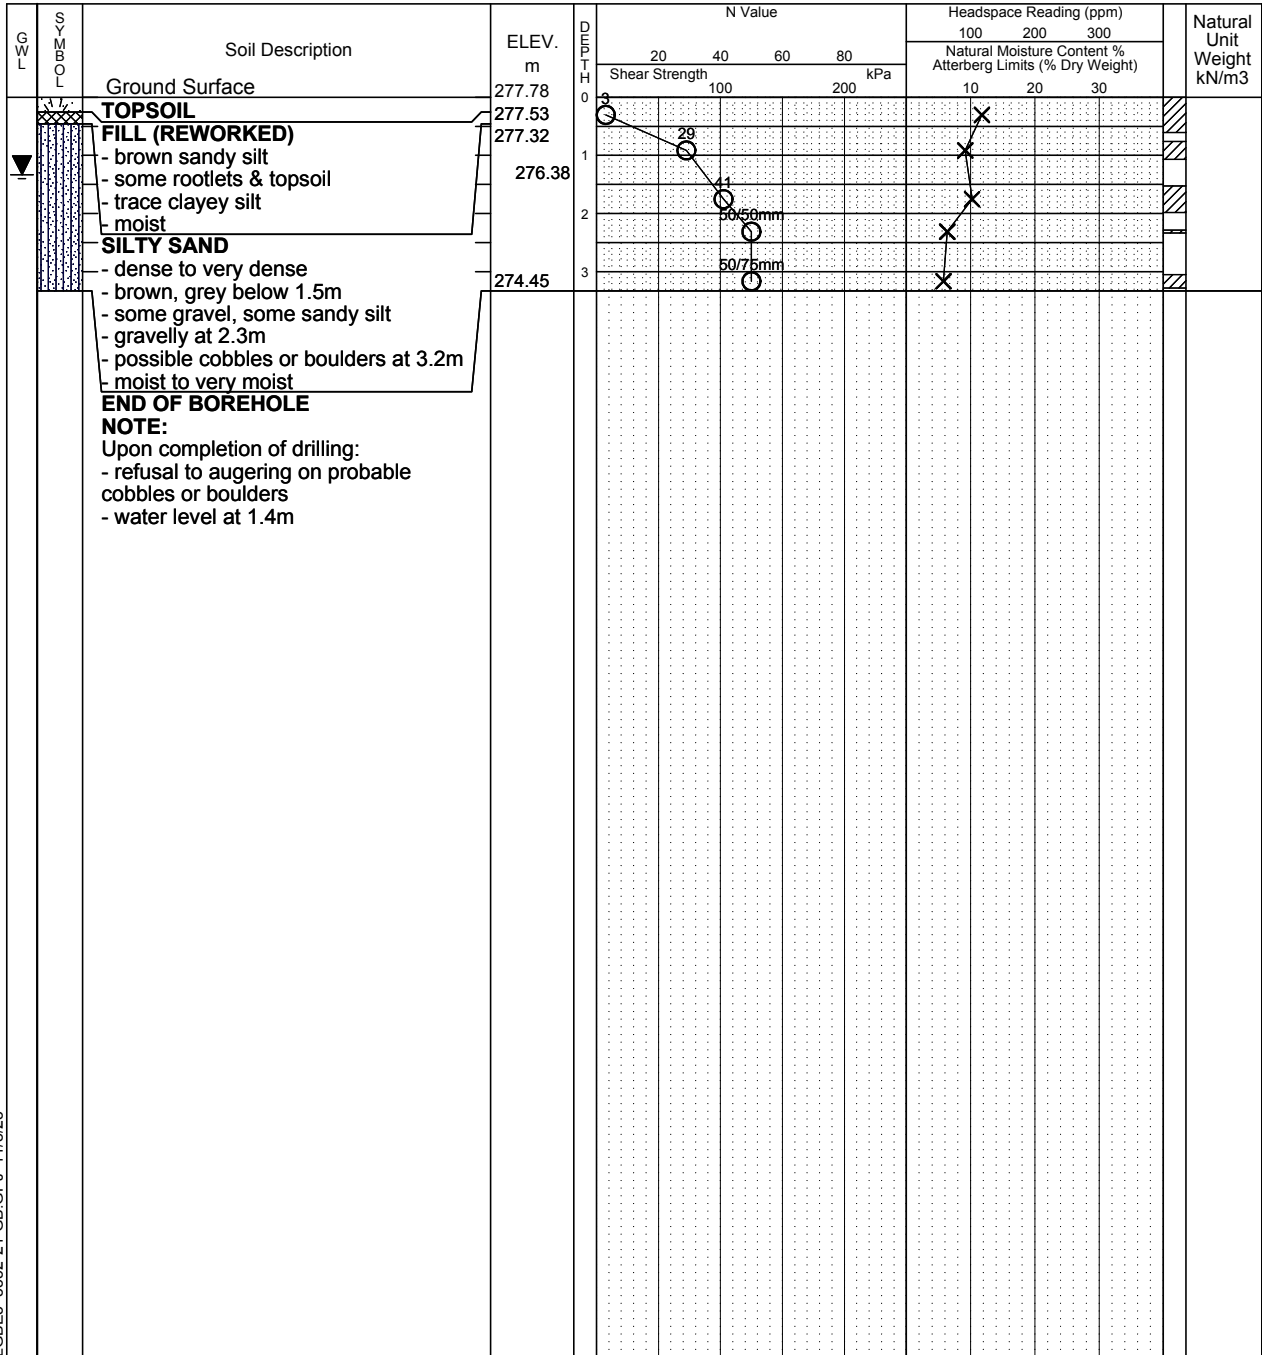 GWL
SYMBOL
Soil Description
ELEV.
m
DEPTH
N Value
20 40 60 80
Shear Strength kPa
100 200
Headspace Reading (ppm)
100 200 300
Natural Moisture Content %
Atterberg Limits (% Dry Weight)
10 20 30
Natural
Unit
Weight
kN/m3
Ground Surface
277.78
0
TOPSOIL
277.53
3
FILL (REWORKED)
277.32
29
- brown sandy silt
1
- some rootlets & topsoil
276.38
- trace clayey silt
41
- moist
2
50/50mm
SILTY SAND
- dense to very dense
3
50/75mm
274.45
- brown, grey below 1.5m
- some gravel, some sandy silt
- gravelly at 2.3m
- possible cobbles or boulders at 3.2m
- moist to very moist
END OF BOREHOLE
NOTE:
Upon completion of drilling:
- refusal to augering on probable
cobbles or boulders
- water level at 1.4m